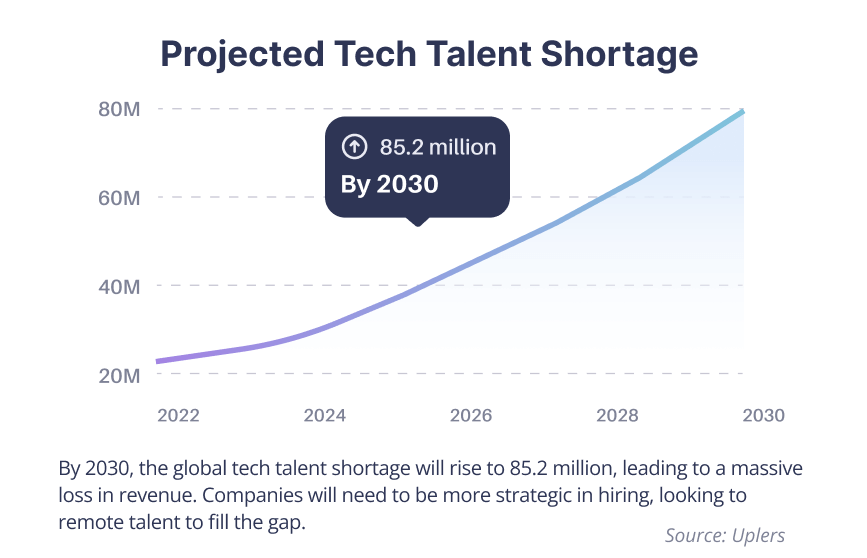 Projected Tech Talent Shortage
80M
85.2 million
By 2030
60M
40M
20M
2022 2024 2026 2028 2030
By 2030, the global tech talent shortage will rise to 85.2 million, leading to a massive
loss in revenue. Companies will need to be more strategic in hiring, looking to
remote talent to fill the gap.
Source: Uplers